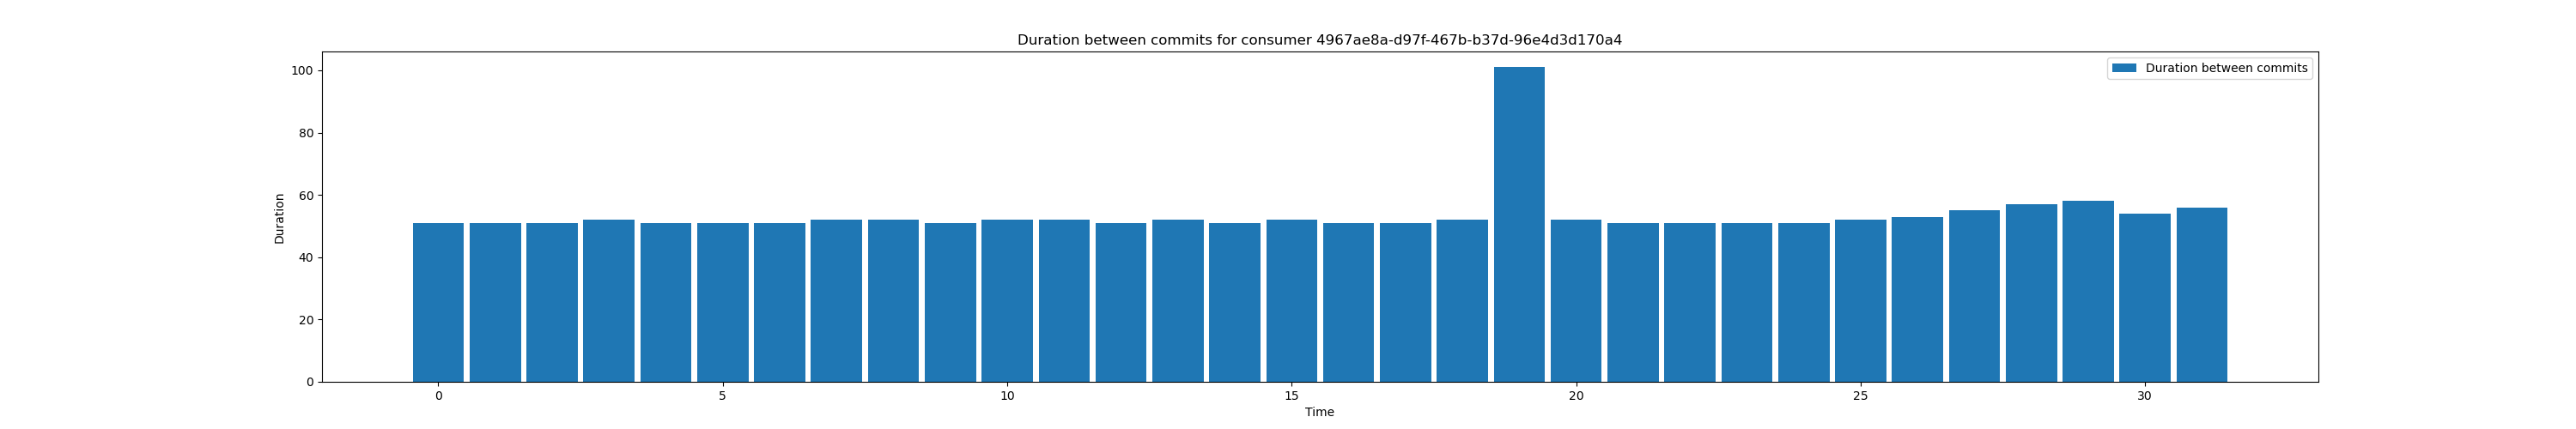 Duration between commits for consumer 4967ae8a-d97f-467b-b37d-96e4d3d170a4
Duration between commits
100
80
60
40
20
0
Duration
0 5 10 15 20 25 30
Time